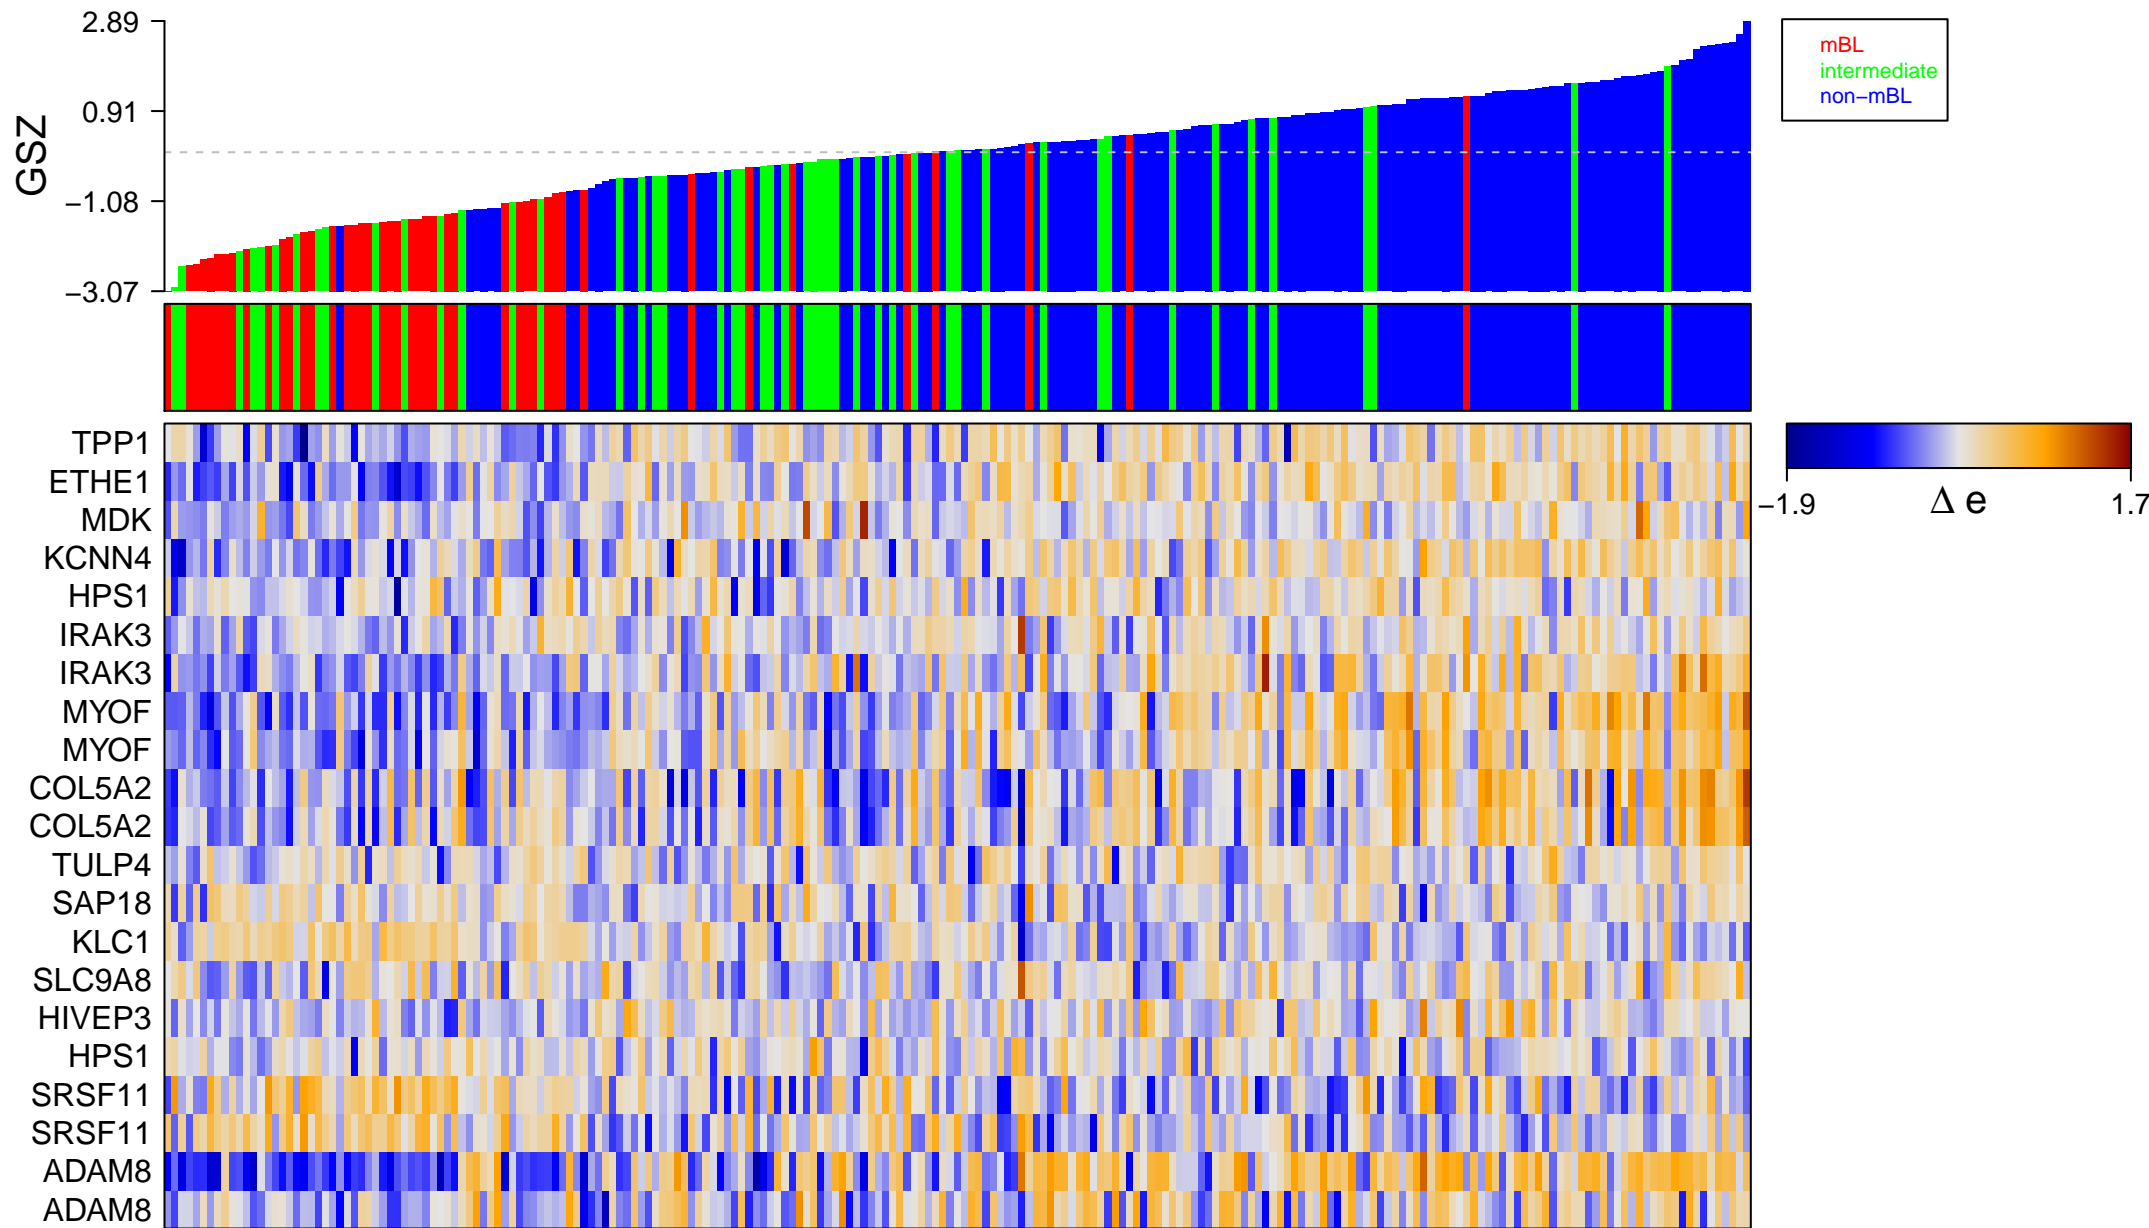 2.89
0.91
−1.08
−3.07
GSZ
mBL
intermediate
non−mBL
TPP1
ETHE1
MDK
KCNN4
HPS1
IRAK3
IRAK3
MYOF
MYOF
COL5A2
COL5A2
TULP4
SAP18
KLC1
SLC9A8
HIVEP3
HPS1
SRSF11
SRSF11
ADAM8
ADAM8
−1.9 Δ e 1.7